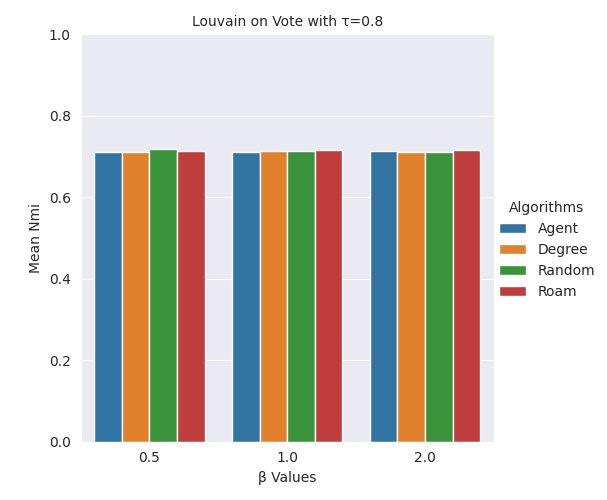 Louvain on Vote with τ=0.8
1.0
0.8
0.6
0.4
0.2
0.0
Mean Nmi
0.5
1.0
2.0
β Values
Algorithms
Agent
Degree
Random
Roam